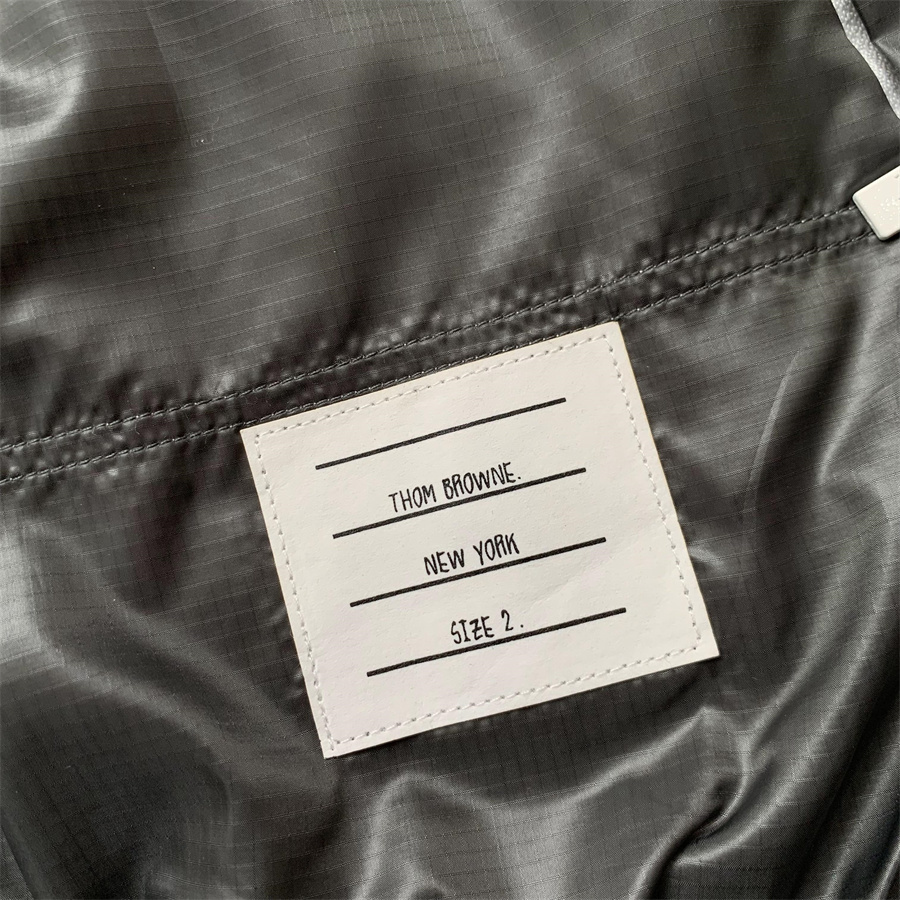 THOM BROWNE.
NEW YORK
SIZE 2.